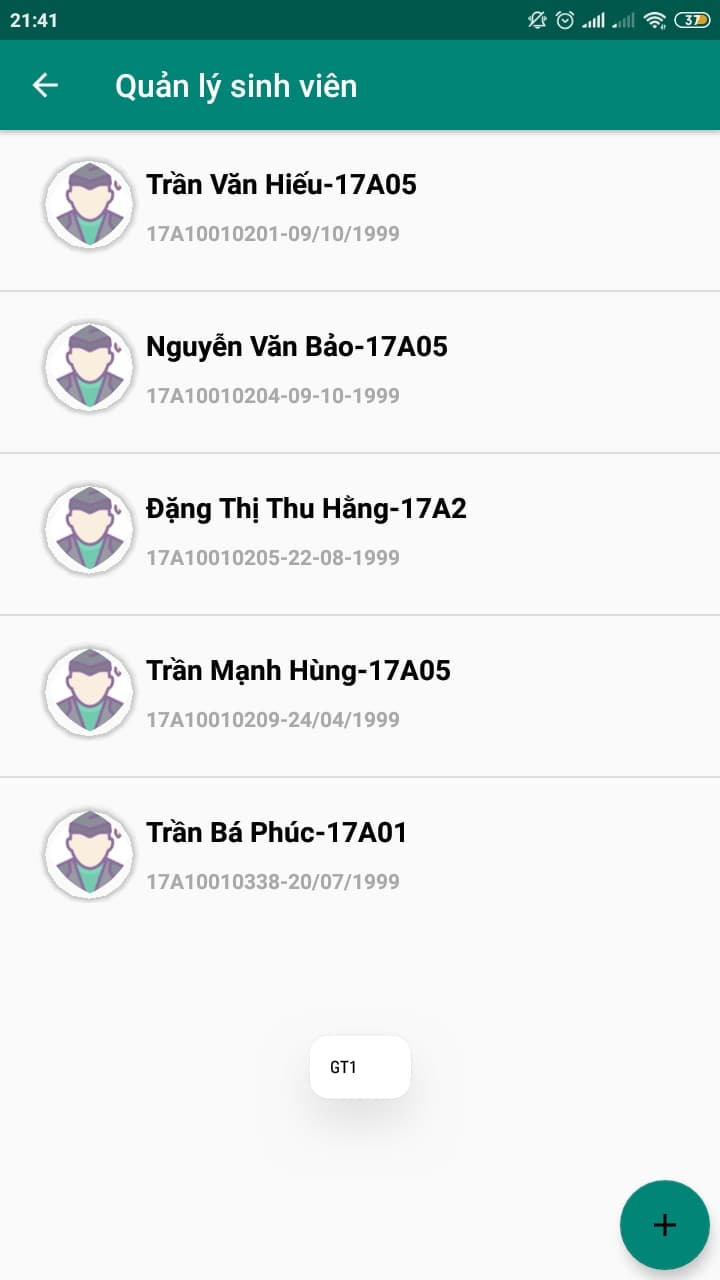 21:41
37
Quản lý sinh viên
Trần Văn Hiếu-17A05
17A10010201-09/10/1999
Nguyễn Văn Bảo-17A05
17A10010204-09-10-1999
Đặng Thị Thu Hằng-17A2
17A10010205-22-08-1999
Trần Mạnh Hùng-17A05
17A10010209-24/04/1999
Trần Bá Phúc-17A01
17A10010338-20/07/1999
GT1